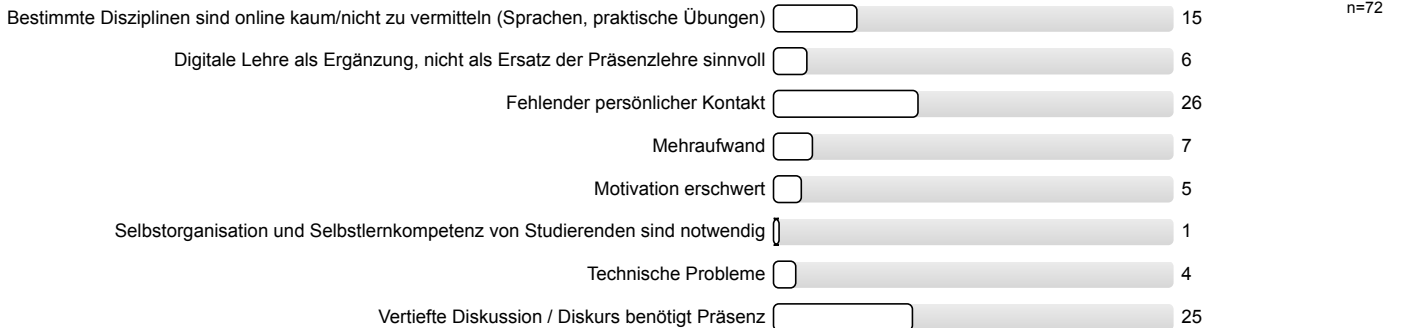 Bestimmte Disziplinen sind online kaum/nicht zu vermitteln (Sprachen, praktische Übungen) 15 n=72
Digitale Lehre als Ergänzung, nicht als Ersatz der Präsenzlehre sinnvoll 6
Fehlender persönlicher Kontakt 26
Mehraufwand 7
Motivation erschwert 5
Selbstorganisation und Selbstlernkompetenz von Studierenden sind notwendig 1
Technische Probleme 4
Vertiefte Diskussion / Diskurs benötigt Präsenz 25